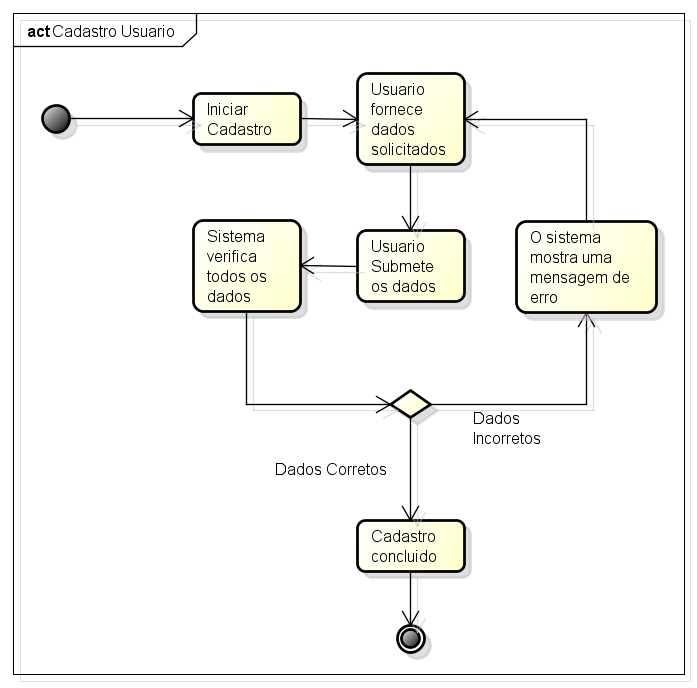 act Cadastro Usuario
Iniciar
Cadastro
Usuario
fornece
dados
solicitados
Sistema
verifica
todos os
dados
Usuario
Submete
os dados
O sistema
mostra uma
mensagem de
erro
Dados
Incorretos
Dados Corretos
Cadastro
concluido